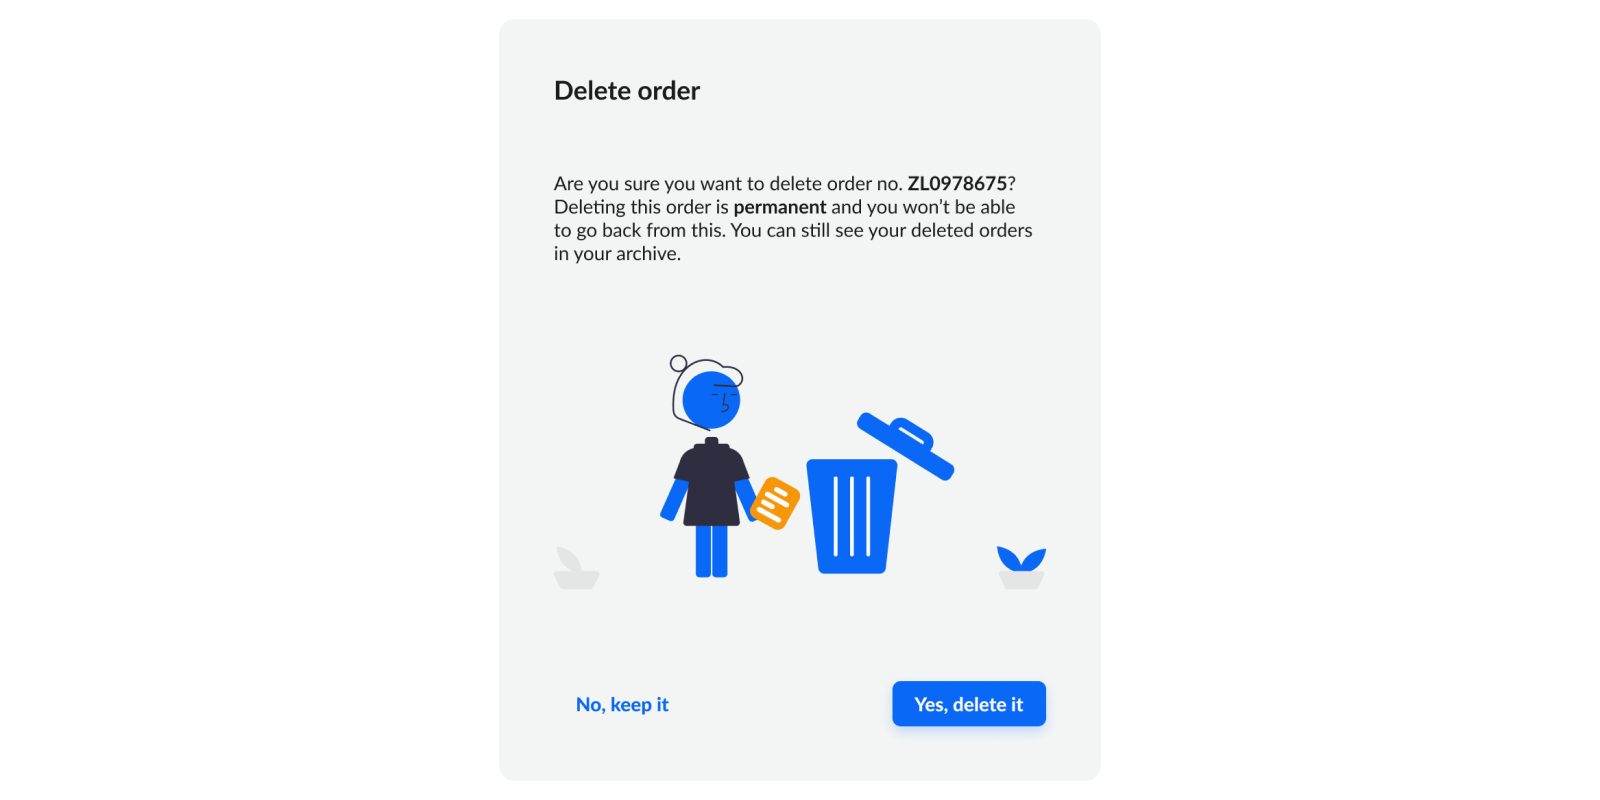 Delete order
Are you sure you want to delete order no. ZL0978675?
Deleting this order is permanent and you won’t be able
to go back from this. You can still see your deleted orders
in your archive.
No, keep it
Yes, delete it